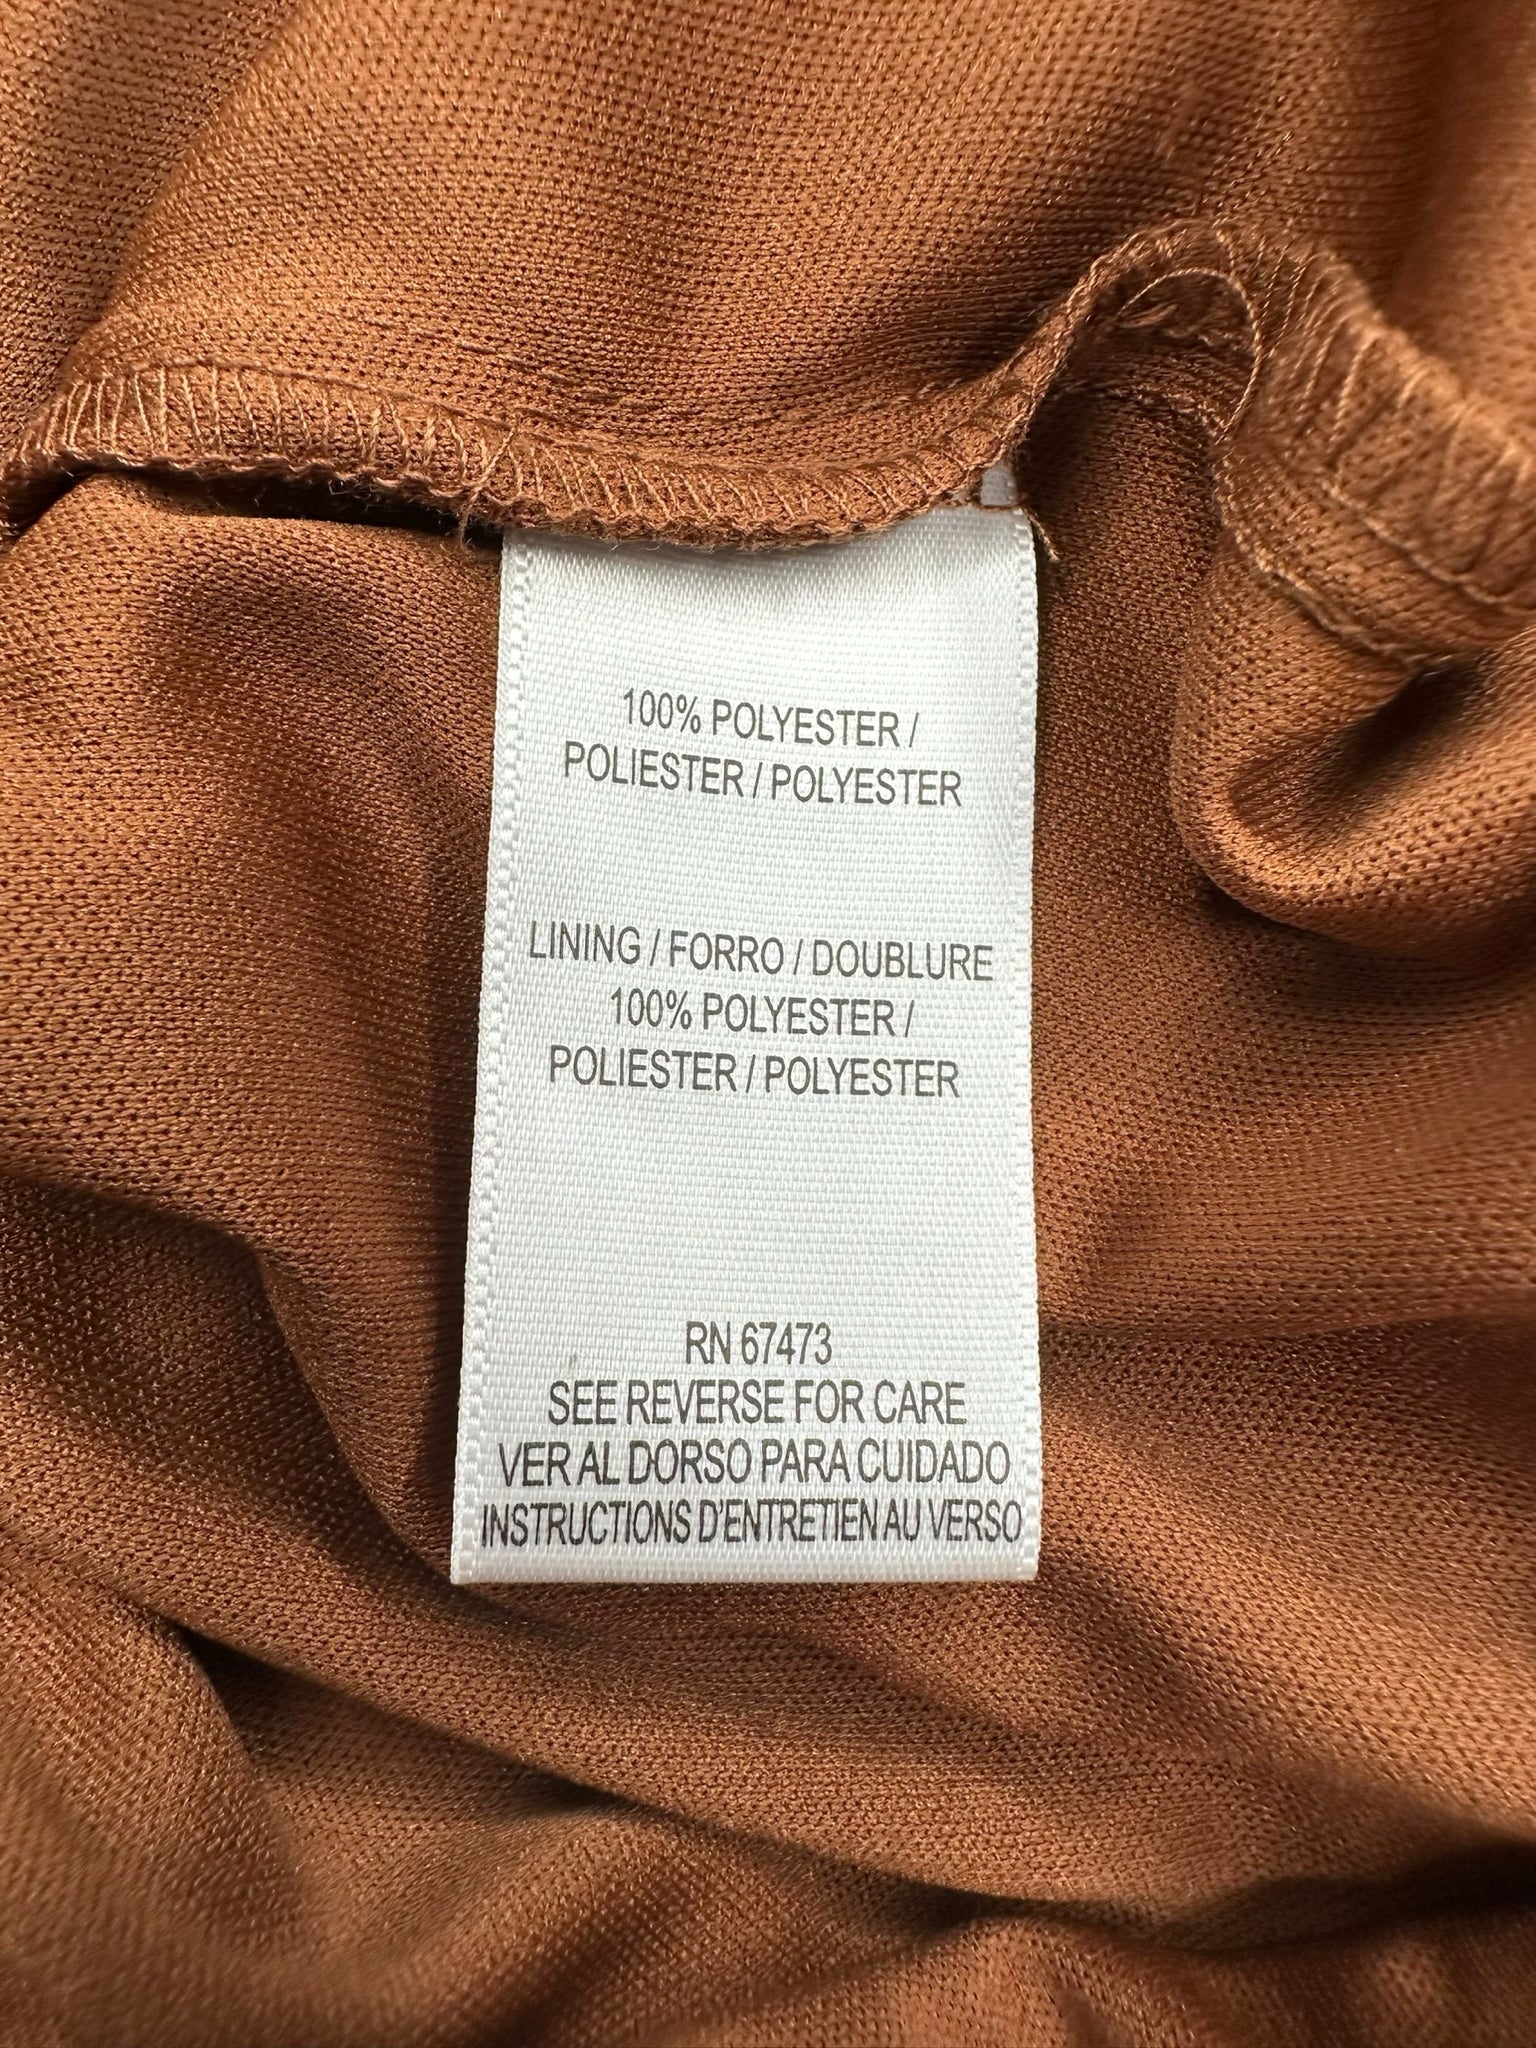 100% POLYESTER /
POLIESTER / POLYESTER
LINING / FORRO / DOUBLURE
100% POLYESTER /
POLIESTER / POLYESTER
RN 67473
SEE REVERSE FOR CARE
VER AL DORSO PARA CUIDADO
INSTRUCTIONS D'ENTRETIEN AU VERSO